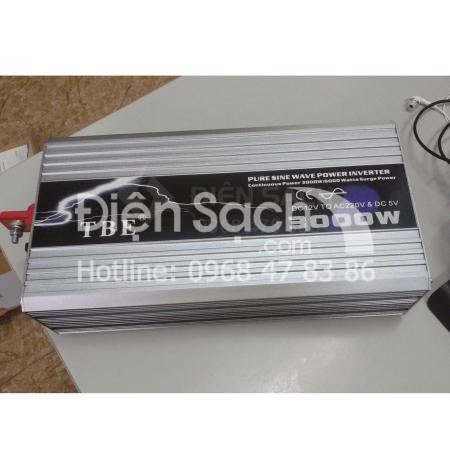 PURE SINE WAVE POWER INVERTER
Continuous Power 3000W/6000 Watts Surge Power
CE
DC12V TO AC220V & DC 5V
TBE®
3000W
Điện Sạch
.com
Hotline: 0968 47 83 86